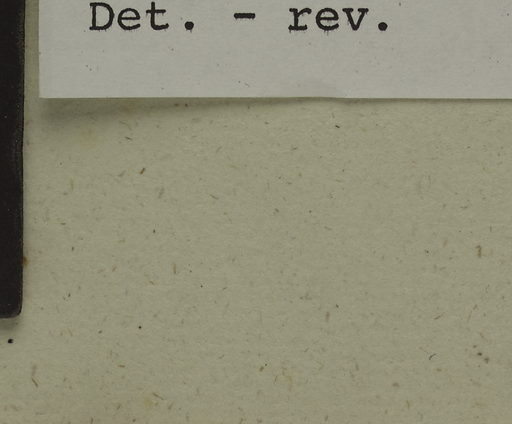 Det. - rev.